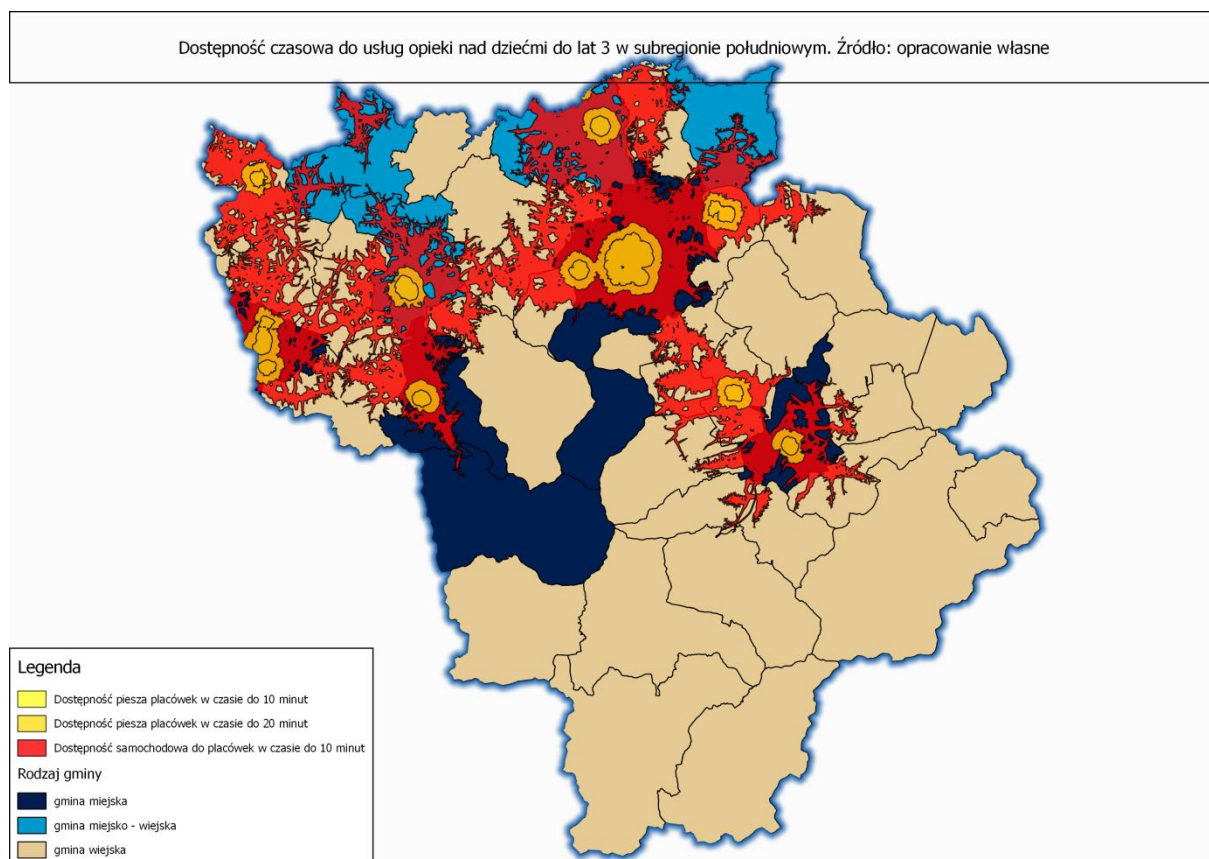 Dostępność czasowa do usług opieki nad dziećmi do lat 3 w subregionie południowym. Źródło: opracowanie własne
Legenda
Dostępność piesza placówek w czasie do 10 minut
Dostępność piesza placówek w czasie do 20 minut
Dostępność samochodowa do placówek w czasie do 10 minut
Rodzaj gminy
gmina miejska
gmina miejsko - wiejska
gmina wiejska